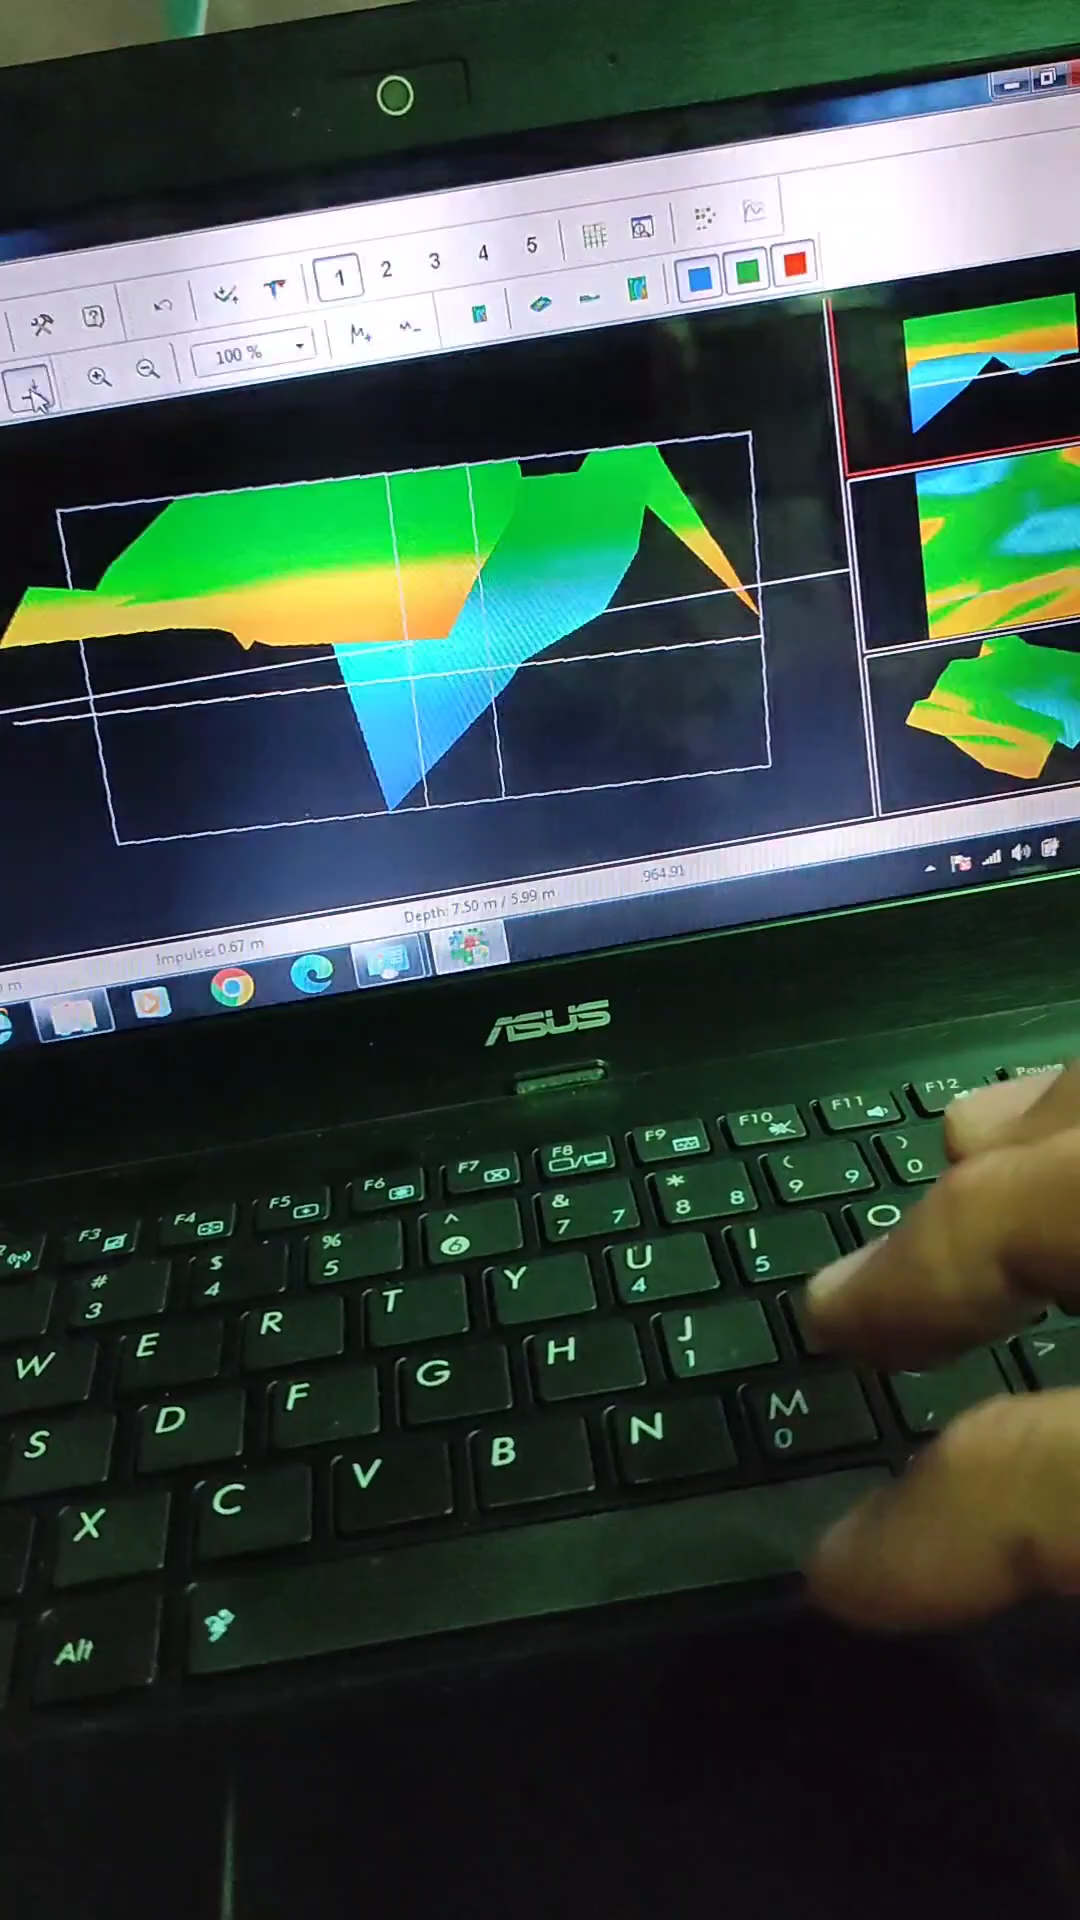 1 2 3 4 5
100 %
964.91
Depth: 7.50 m / 5.99 m
Impulse: 0.67 m
m
ASUS
Pause
F3 F4 F5 F6 F7 F8 F9 F10 F11 F12
# $ % ^ & * ( )
3 4 5 6 7 7 8 8 9 9 0
W E R T Y U I O
4 5
S D F G H J
1
X C V B N M >
0
Alt